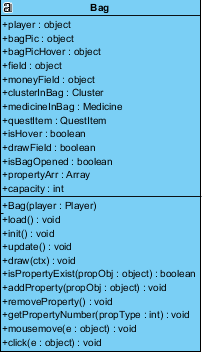 a
Bag
+player : object
+bagPic : object
+bagPicHover : object
+field : object
+moneyField : object
+clusterInBag : Cluster
+medicineInBag : Medicine
+questItem : QuestItem
+isHover : boolean
+drawField : boolean
+isBagOpened : boolean
+propertyArr : Array
+capacity : int
+Bag(player : Player)
+load() : void
+init() : void
+update() : void
+draw(ctx) : void
+isPropertyExist(propObj : object) : boolean
+addProperty(propObj : object) : void
+removeProperty() : void
+getPropertyNumber(propType : int) : void
+mousemove(e : object) : void
+click(e : object) : void